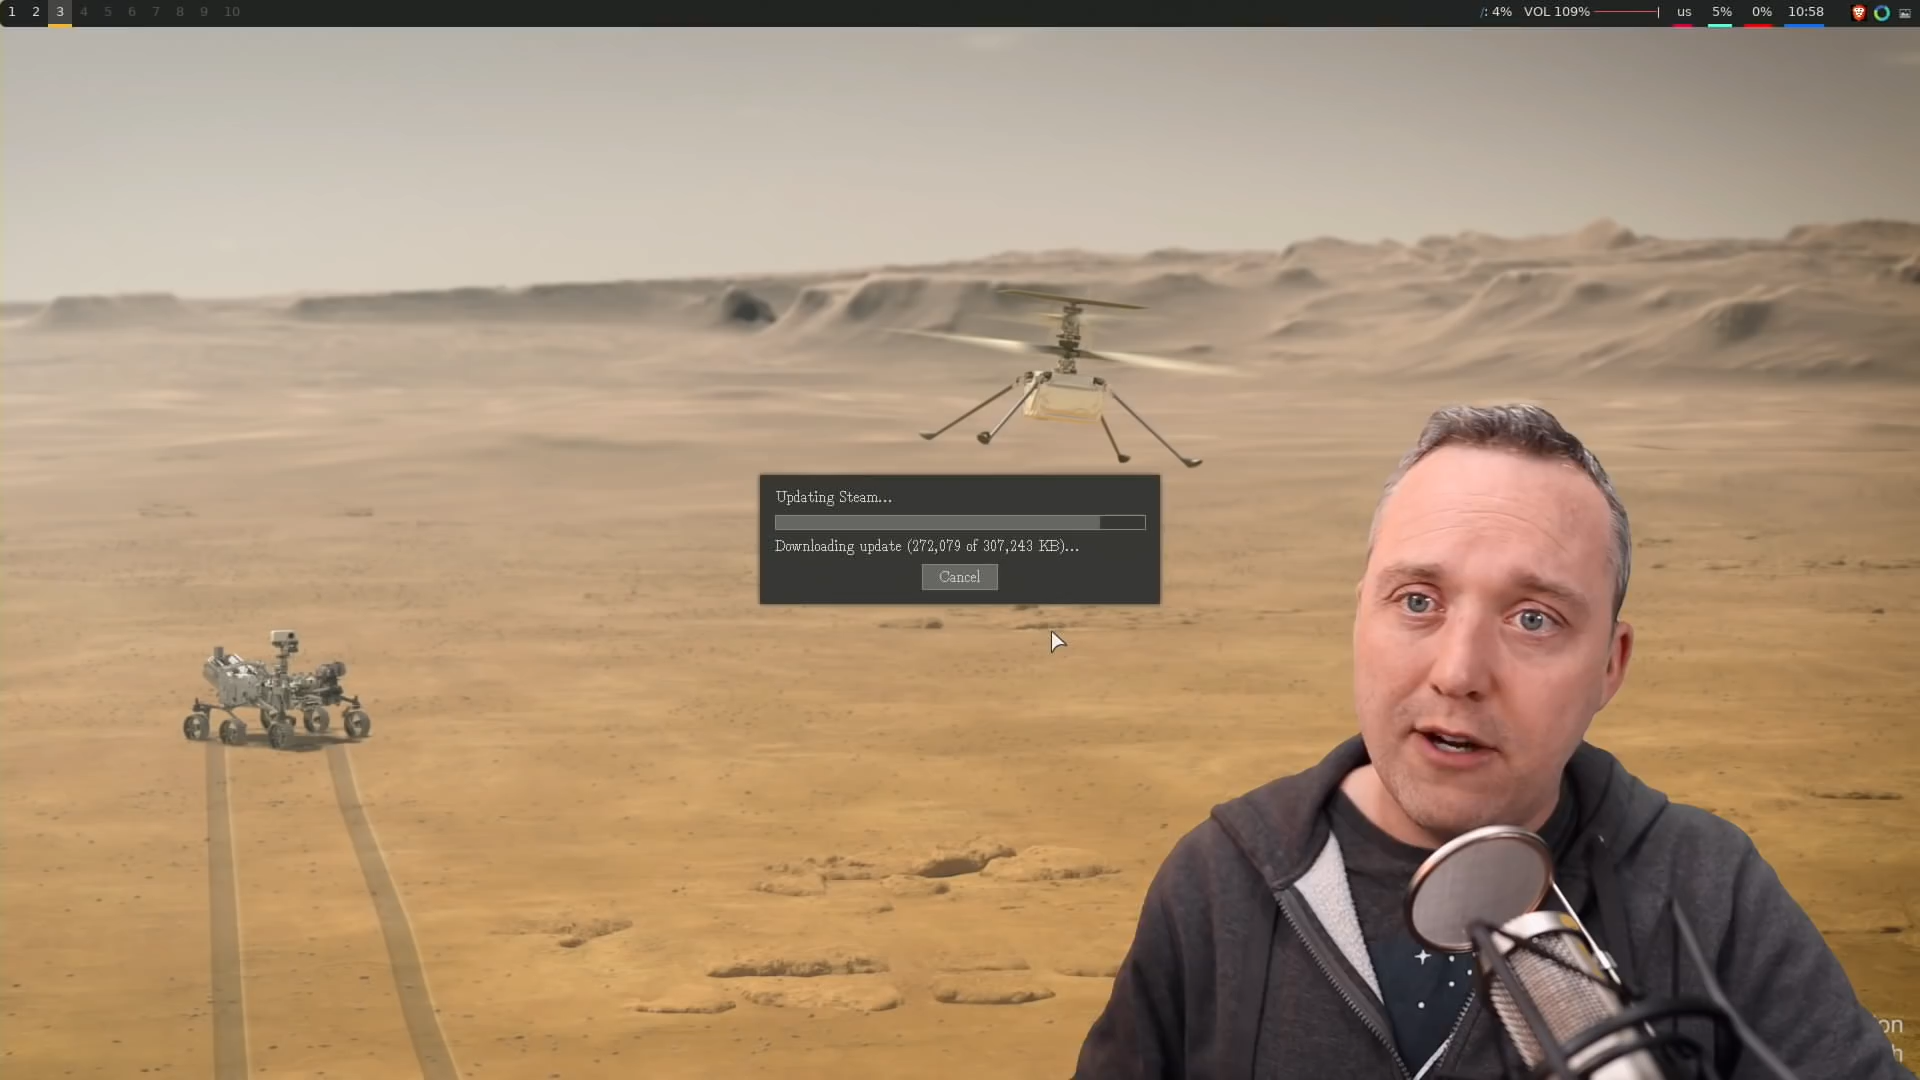 1 2 3 4 5 6 7 8 9 10
/: 4% VOL 109% us 5% 0% 10:58
Updating Steam...
Downloading update (272,079 of 307,243 KB)...
Cancel